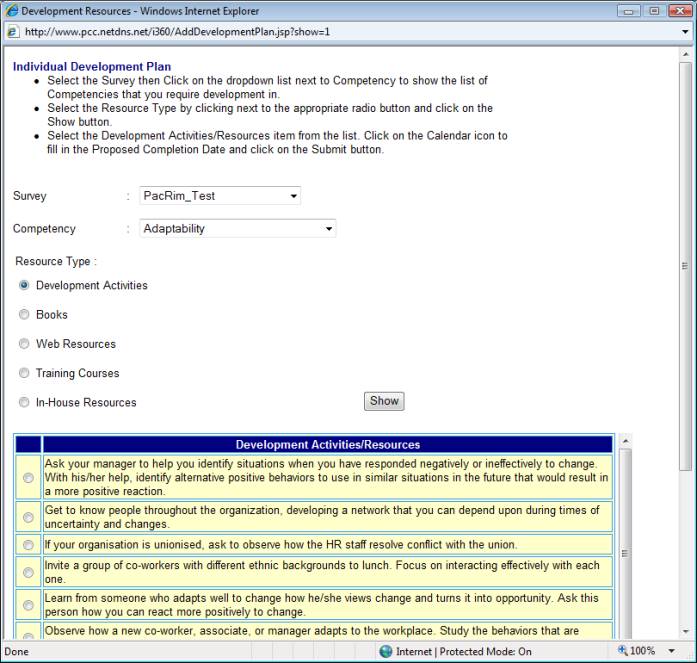 Development Resources - Windows Internet Explorer
http://www.pcc.netdns.net/i360/AddDevelopmentPlan.jsp?show=1
Individual Development Plan
• Select the Survey then Click on the dropdown list next to Competency to show the list of
Competencies that you require development in.
• Select the Resource Type by clicking next to the appropriate radio button and click on the
Show button.
• Select the Development Activities/Resources item from the list. Click on the Calendar icon to
fill in the Proposed Completion Date and click on the Submit button.
Survey : PacRim_Test
Competency : Adaptability
Resource Type :
Development Activities
Books
Web Resources
Training Courses
In-House Resources Show
Development Activities/Resources
Ask your manager to help you identify situations when you have responded negatively or ineffectively to change.
With his/her help, identify alternative positive behaviors to use in similar situations in the future that would result in
a more positive reaction.
Get to know people throughout the organization, developing a network that you can depend upon during times of
uncertainty and changes.
If your organisation is unionised, ask to observe how the HR staff resolve conflict with the union.
Invite a group of co-workers with different ethnic backgrounds to lunch. Focus on interacting effectively with each
one.
Learn from someone who adapts well to change how he/she views change and turns it into opportunity. Ask this
person how you can react more positively to change.
Observe how a new co-worker, associate, or manager adapts to the workplace. Study the behaviors that are
Done Internet | Protected Mode: On 100%